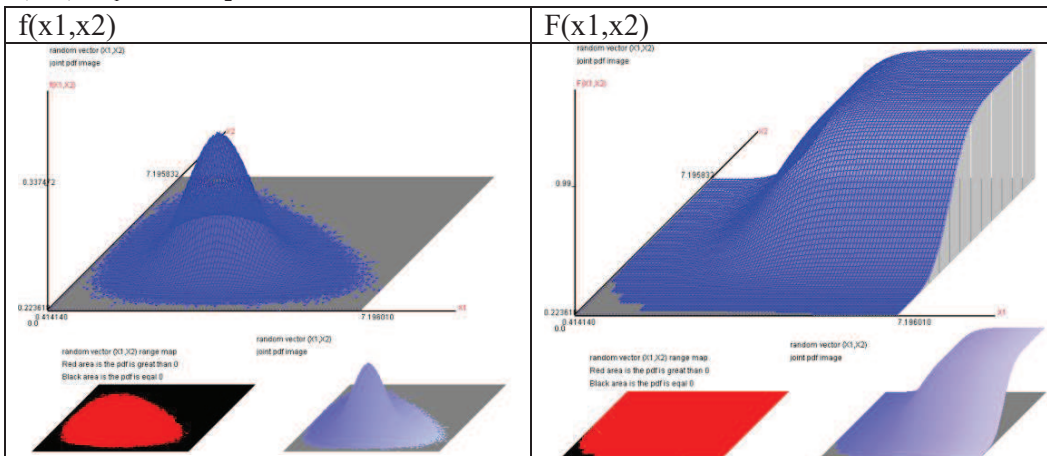 f(x1,x2)
random vector (X1,X2)
joint pdf image
f(X1,X2)
x2
7.195832
0.337472
0.22361
0.414140
7.196010
x1
0.0
random vector (X1,X2)
joint pdf image
random vector (X1,X2) range map
Red area is the pdf is great than 0
Black area is the pdf is eqal 0
F(x1,x2)
random vector (X1,X2)
joint pdf image
F(X1,X2)
x2
7.195832
0.99
0.22361
0.414140
7.196010
x1
0.0
random vector (X1,X2)
joint pdf image
random vector (X1,X2) range map
Red area is the pdf is great than 0
Black area is the pdf is eqal 0